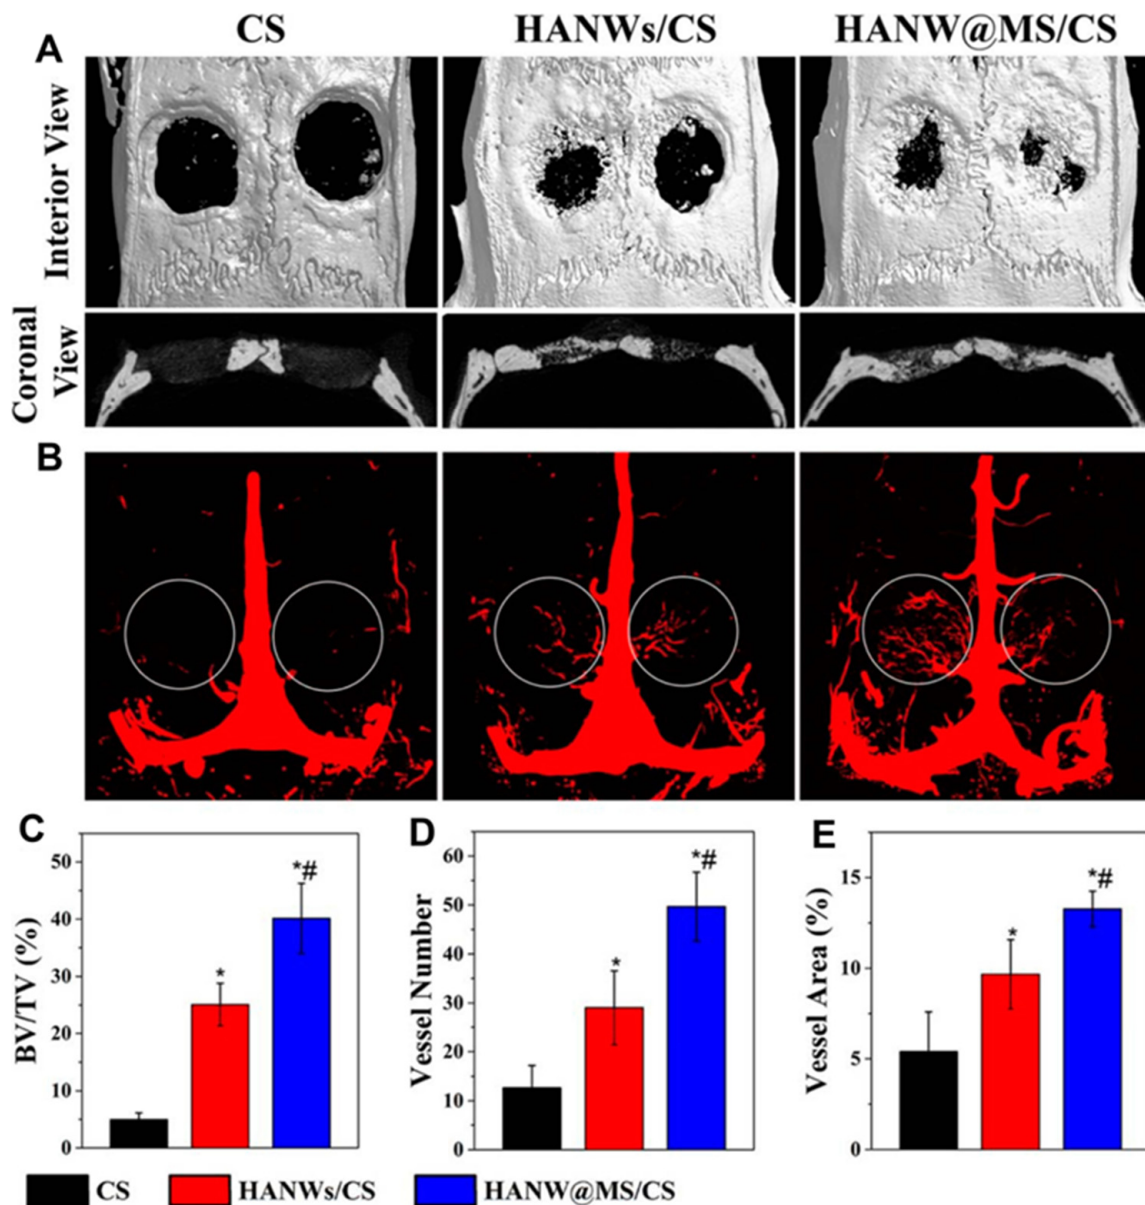 CS HANWs/CS HANW@MS/CS
A
Interior View
Coronal
View
B
C
BV/TV (%)
50
40
30
20
10
0
*
*#
D
Vessel Number
60
50
40
30
20
10
0
*
*#
E
Vessel Area (%)
15
10
5
0
*
*#
CS HANWs/CS HANW@MS/CS